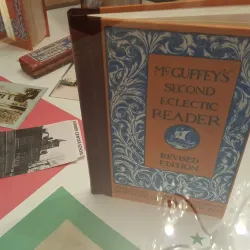 McGUFFEY'S
SECOND
ECLECTIC
READER
REVISED
EDITION